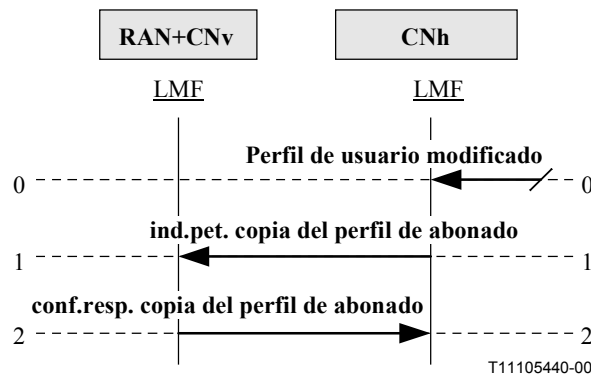 RAN+CNv CNh
LMF LMF
Perfil de usuario modificado
0 0
ind.pet. copia del perfil de abonado
1 1
conf.resp. copia del perfil de abonado
2 2
T11105440-00